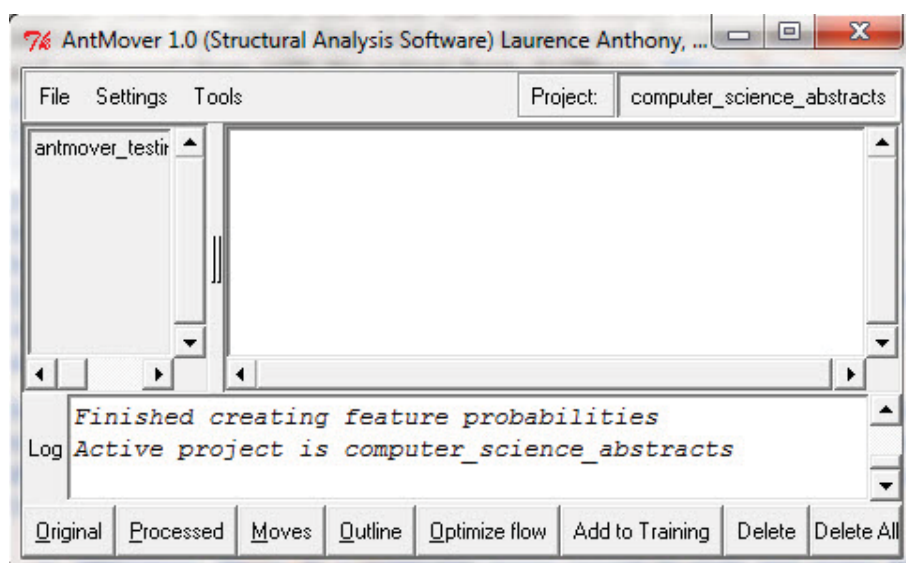 AntMover 1.0 (Structural Analysis Software) Laurence Anthony, ...
File Settings Tools Project: computer_science_abstracts
antmover_testin
Finished creating feature probabilities
Log Active project is computer_science_abstracts
Original Processed Moves Outline Optimize flow Add to Training Delete Delete All